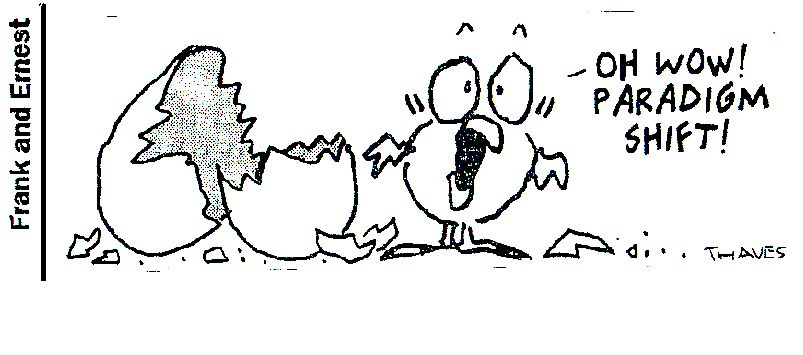 Frank and Ernest
OH WOW!
PARADIGM
SHIFT!
THAVES